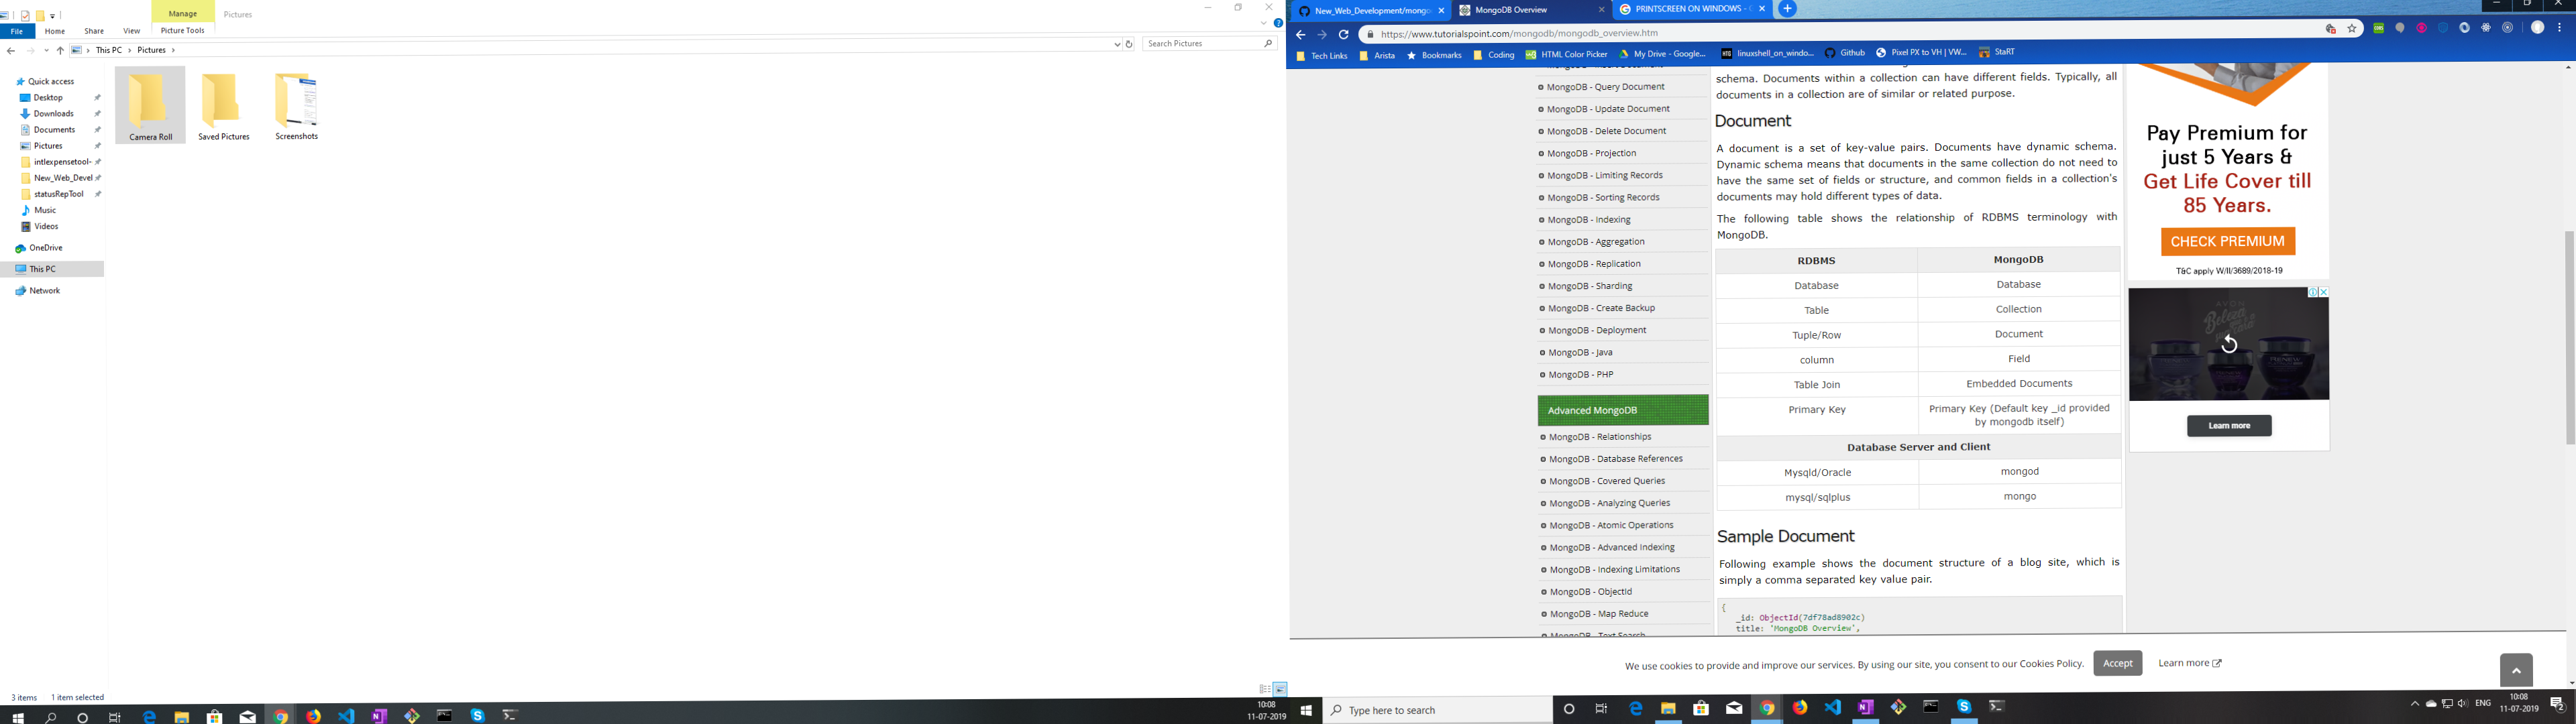 Manage
Pictures
File
Home
Share
View
Picture Tools
This PC
Pictures
Search Pictures
Quick access
Desktop
Downloads
Documents
Pictures
intlexpensetool-
New_Web_Devel
statusRepTool
Music
Videos
OneDrive
This PC
Network
Camera Roll
Saved Pictures
Screenshots
3 items
1 item selected
10:08
11-07-2019
New_Web_Development/mongo
MongoDB Overview
PRINTSCREEN ON WINDOWS -
https://www.tutorialspoint.com/mongodb/mongodb_overview.htm
Tech Links
Arista
Bookmarks
Coding
HTML Color Picker
My Drive - Google...
linuxshell_on_windo...
Github
Pixel PX to VH | VW...
StaRT
MongoDB - Query Document
MongoDB - Update Document
MongoDB - Delete Document
MongoDB - Projection
MongoDB - Limiting Records
MongoDB - Sorting Records
MongoDB - Indexing
MongoDB - Aggregation
MongoDB - Replication
MongoDB - Sharding
MongoDB - Create Backup
MongoDB - Deployment
MongoDB - Java
MongoDB - PHP
Advanced MongoDB
MongoDB - Relationships
MongoDB - Database References
MongoDB - Covered Queries
MongoDB - Analyzing Queries
MongoDB - Atomic Operations
MongoDB - Advanced Indexing
MongoDB - Indexing Limitations
MongoDB - ObjectId
MongoDB - Map Reduce
MongoDB - Text Search
schema. Documents within a collection can have different fields. Typically, all
documents in a collection are of similar or related purpose.
Document
A document is a set of key-value pairs. Documents have dynamic schema.
Dynamic schema means that documents in the same collection do not need to
have the same set of fields or structure, and common fields in a collection's
documents may hold different types of data.
The following table shows the relationship of RDBMS terminology with
MongoDB.
RDBMS MongoDB
Database Database
Table Collection
Tuple/Row Document
column Field
Table Join Embedded Documents
Primary Key Primary Key (Default key _id provided
by mongodb itself)
Database Server and Client
Mysqld/Oracle mongod
mysql/sqlplus mongo
Sample Document
Following example shows the document structure of a blog site, which is
simply a comma separated key value pair.
{
_id: ObjectId(7df78ad8902c)
title: 'MongoDB Overview',
Pay Premium for
just 5 Years &
Get Life Cover till
85 Years.
CHECK PREMIUM
T&C apply W/II/3689/2018-19
AVON
Beleza
Learn more
We use cookies to provide and improve our services. By using our site, you consent to our Cookies Policy.
Accept
Learn more
Type here to search
ENG
10:08
11-07-2019
2